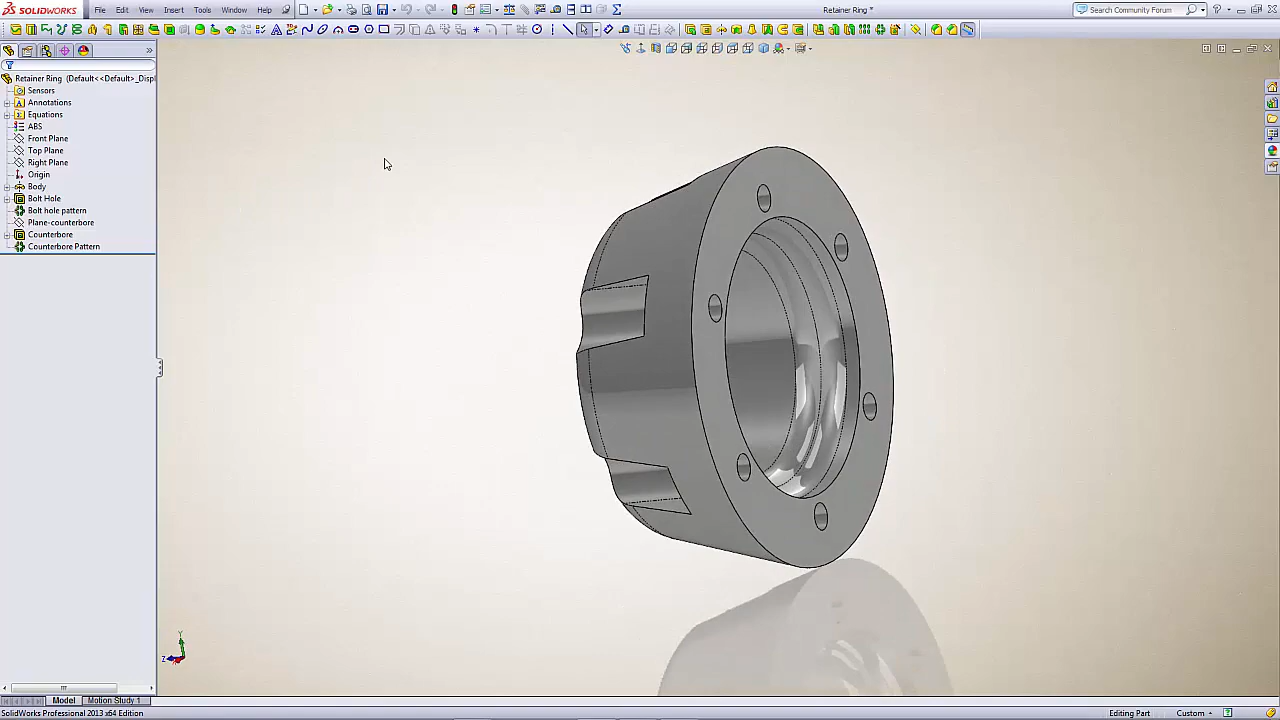 SOLIDWORKS File Edit View Insert Tools Window Help Retainer Ring * Search Community Forum
Retainer Ring (Default<<Default>_Displ
Sensors
Annotations
Equations
ABS
Front Plane
Top Plane
Right Plane
Origin
Body
Bolt Hole
Bolt hole pattern
Plane-counterbore
Counterbore
Counterbore Pattern
Y
Z
Model Motion Study 1
SolidWorks Professional 2013 x64 Edition Editing Part Custom